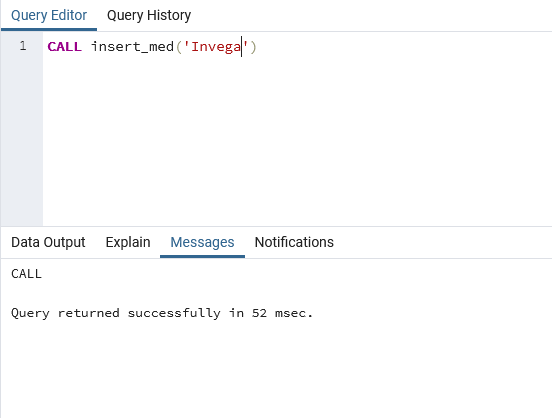 Query Editor Query History
1 CALL insert_med('Invega')
Data Output Explain Messages Notifications
CALL
Query returned successfully in 52 msec.